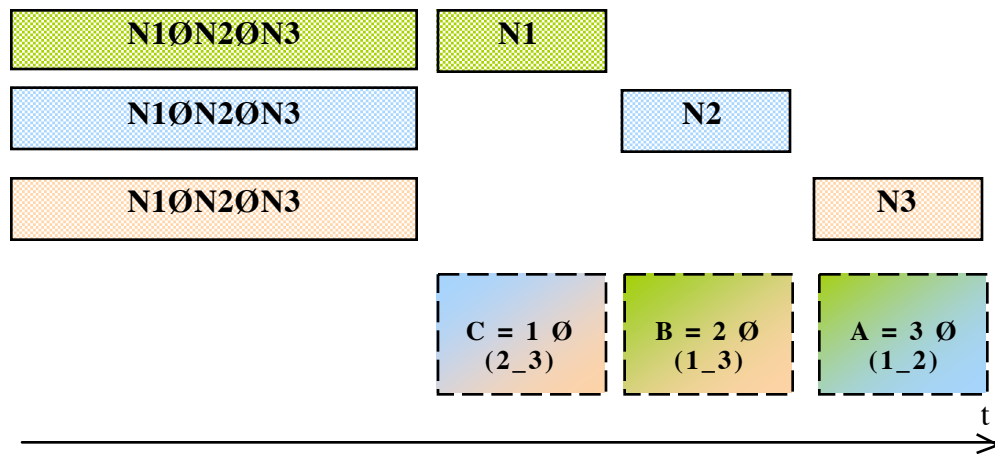 N1ØN2ØN3 N1
N1ØN2ØN3 N2
N1ØN2ØN3 N3
C = 1 Ø
(2_3)
B = 2 Ø
(1_3)
A = 3 Ø
(1_2)
t